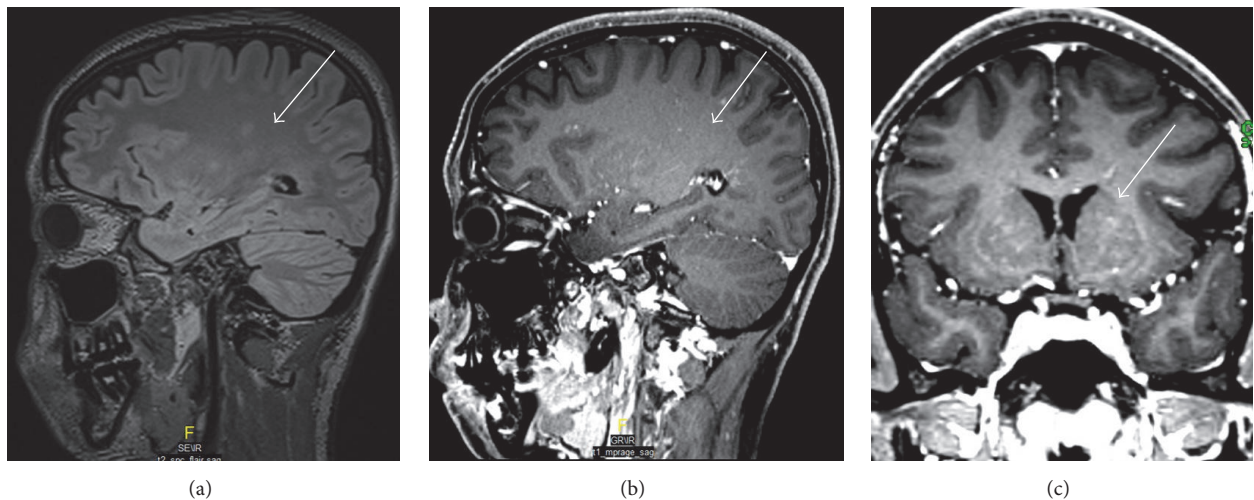 F
SE\IR
t2_spc_flair_sag
F
GR\IR
t1_mprage_sag
(a)
(b)
(c)